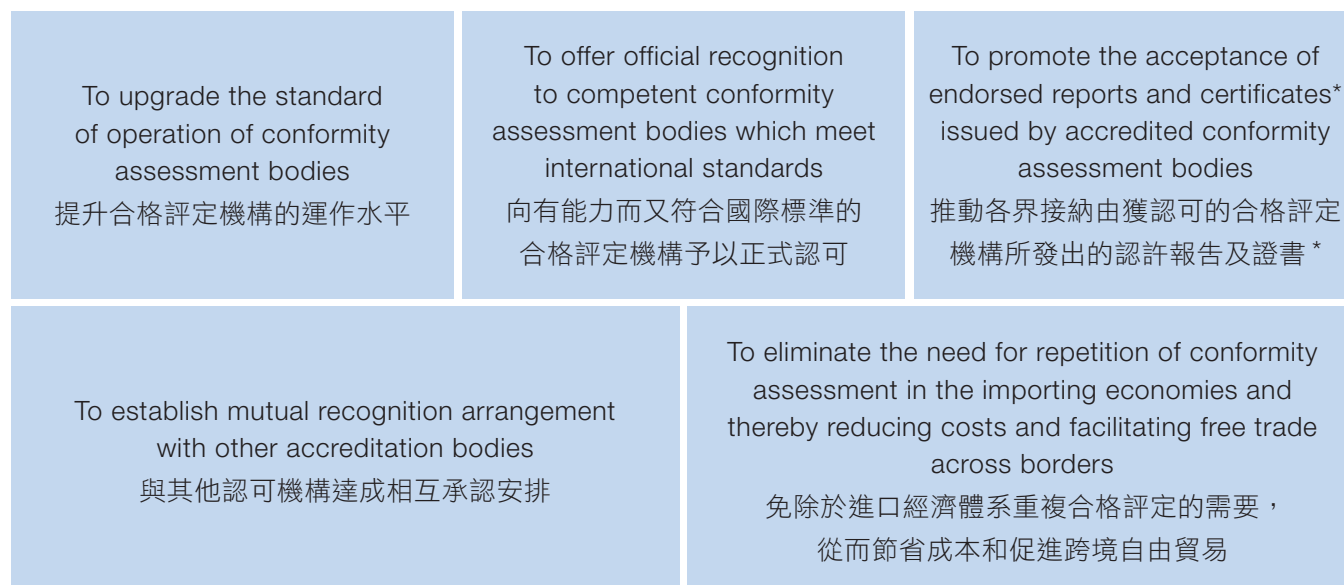 To upgrade the standard
of operation of conformity
assessment bodies
提升合格評定機構的運作水平
To offer official recognition
to competent conformity
assessment bodies which meet
international standards
向有能力而又符合國際標準的
合格評定機構予以正式認可
To promote the acceptance of
endorsed reports and certificates*
issued by accredited conformity
assessment bodies
推動各界接納由獲認可的合格評定
機構所發出的認許報告及證書*
To establish mutual recognition arrangement
with other accreditation bodies
與其他認可機構達成相互承認安排
To eliminate the need for repetition of conformity
assessment in the importing economies and
thereby reducing costs and facilitating free trade
across borders
免除於進口經濟體系重複合格評定的需要，
從而節省成本和促進跨境自由貿易